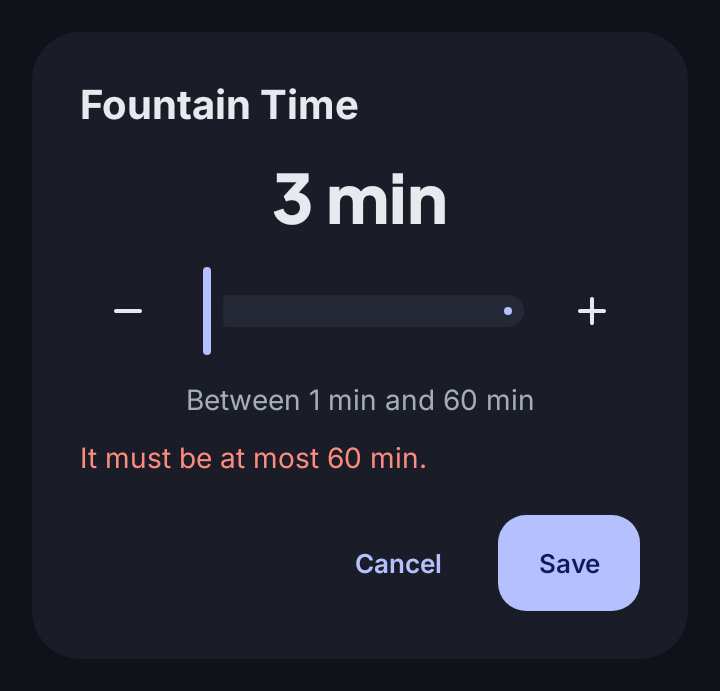 Fountain Time
3 min
Between 1 min and 60 min
It must be at most 60 min.
Cancel
Save